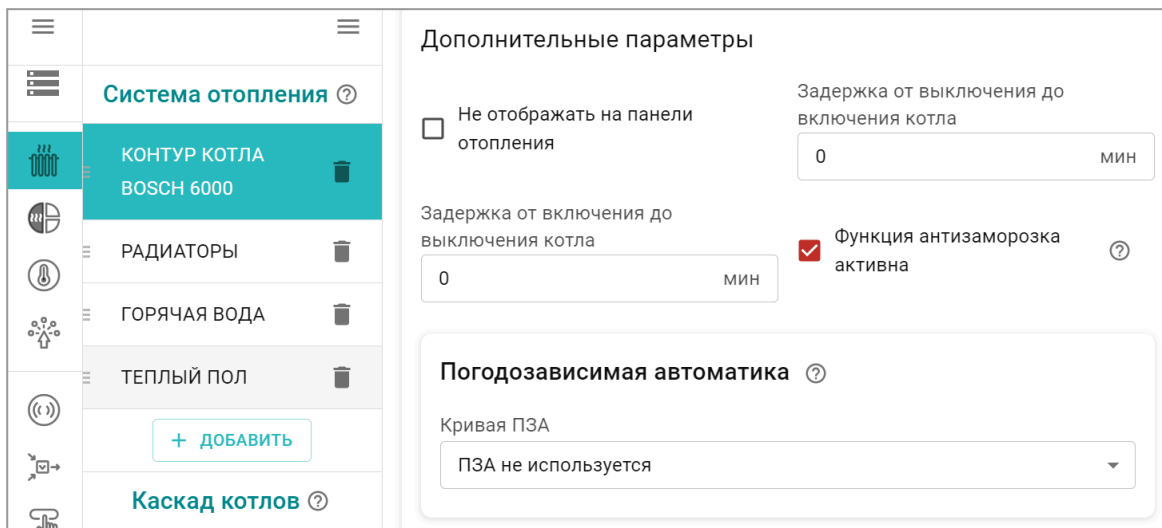 Система отопления
КОНТУР КОТЛА
BOSCH 6000
РАДИАТОРЫ
ГОРЯЧАЯ ВОДА
ТЕПЛЫЙ ПОЛ
+ ДОБАВИТЬ
Каскад котлов
Дополнительные параметры
Не отображать на панели
отопления
Задержка от выключения до
включения котла
0 мин
Задержка от включения до
выключения котла
0 мин
Функция антизаморозка
активна
Погодозависимая автоматика
Кривая ПЗА
ПЗА не используется